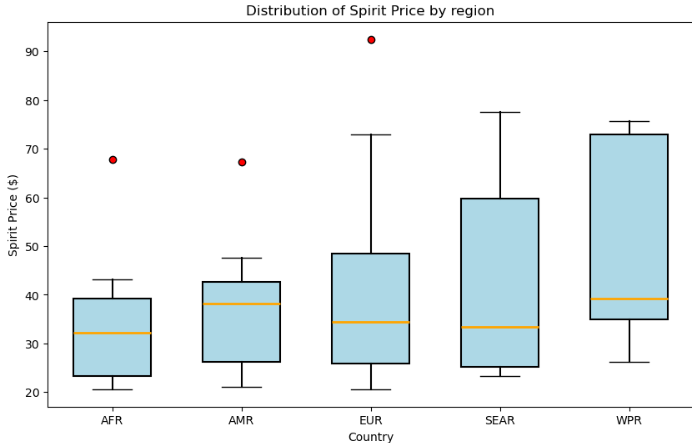 Distribution of Spirit Price by region
Spirit Price ($)
90
80
70
60
50
40
30
20
AFR
AMR
EUR
SEAR
WPR
Country